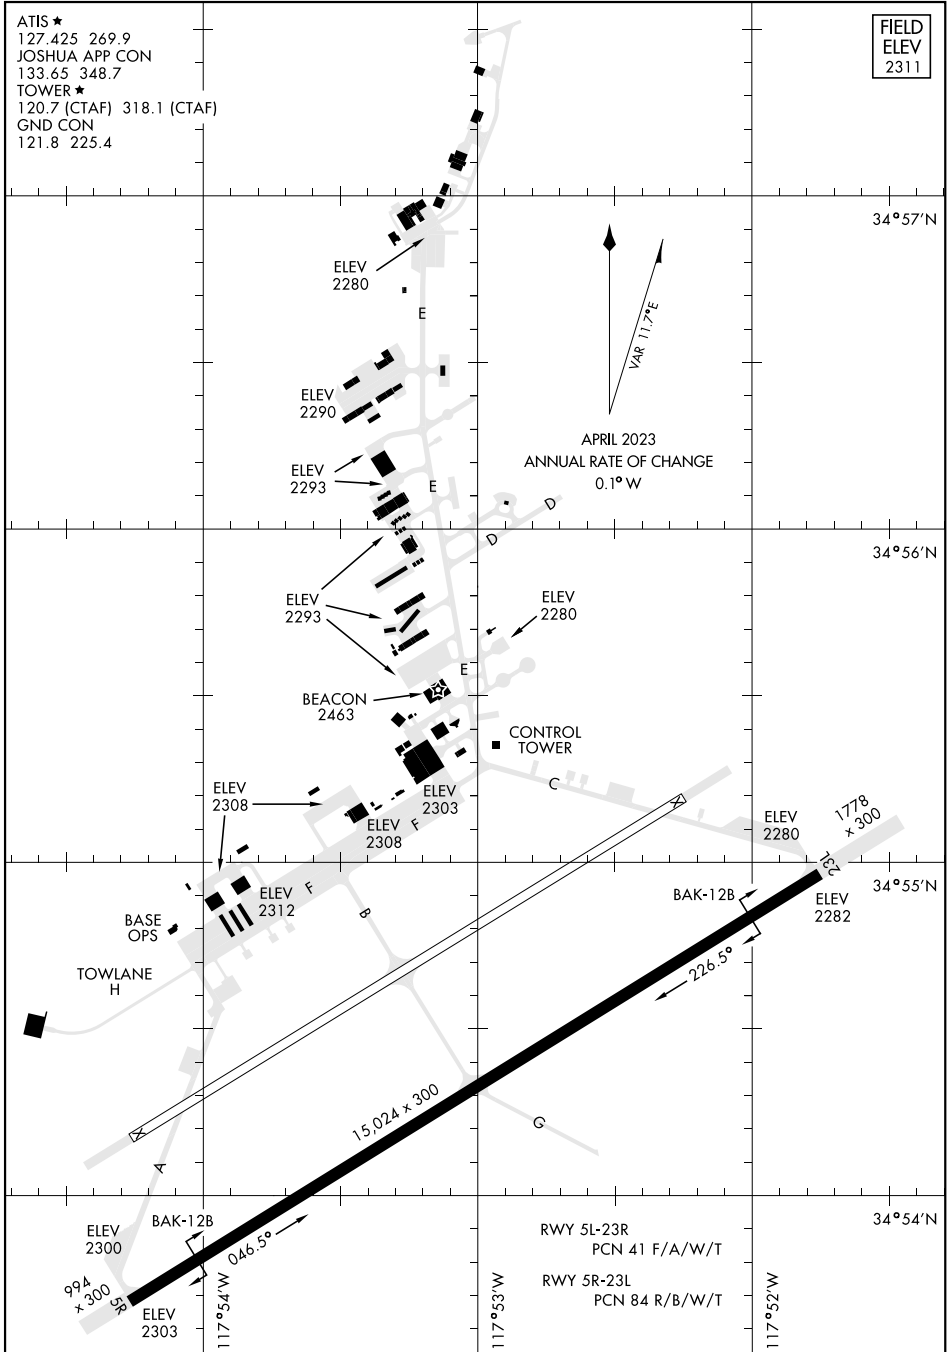 ATIS ★
127.425 269.9
JOSHUA APP CON
133.65 348.7
TOWER ★
120.7 (CTAF) 318.1 (CTAF)
GND CON
121.8 225.4
FIELD
ELEV
2311
34°57'N
ELEV
2280
E
VAR 11.7°E
ELEV
2290
APRIL 2023
ANNUAL RATE OF CHANGE
0.1° W
ELEV
2293
E
D
D
34°56'N
ELEV
2293
ELEV
2280
E
BEACON
2463
CONTROL
TOWER
C
ELEV
2308
ELEV
2303
ELEV
2308
F
X
ELEV
2280
1778
x 300
23L
34°55'N
F
ELEV
2312
B
BASE
OPS
BAK-12B
ELEV
2282
226.5°
TOWLANE
H
15,024 x 300
G
X
A
34°54'N
BAK-12B
ELEV
2300
046.5°
RWY 5L-23R
PCN 41 F/A/W/T
RWY 5R-23L
PCN 84 R/B/W/T
994
x 300
5R
ELEV
2303
117°54'W
117°53'W
117°52'W